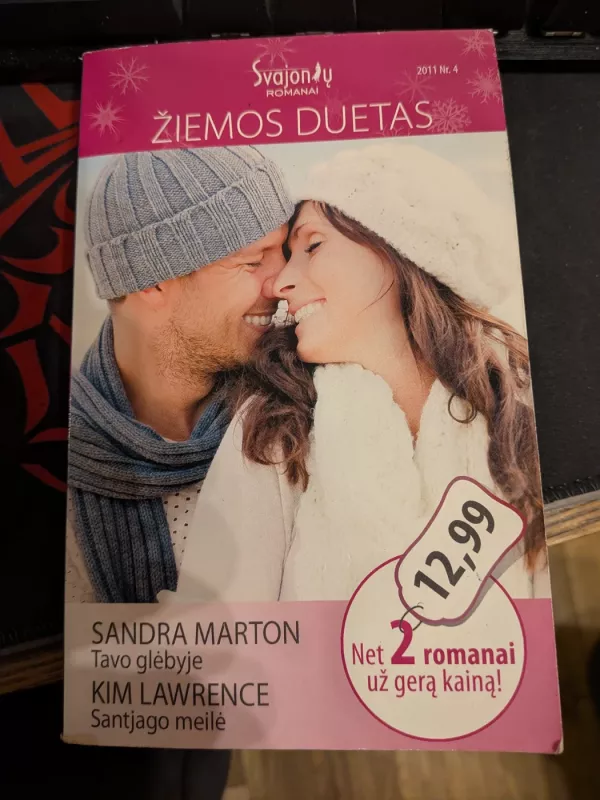 Svajonių
ROMANAI
2011 Nr. 4
ŽIEMOS DUETAS
12,99
Net 2 romanai
už gerą kainą!
SANDRA MARTON
Tavo glėbyje
KIM LAWRENCE
Santjago meilė